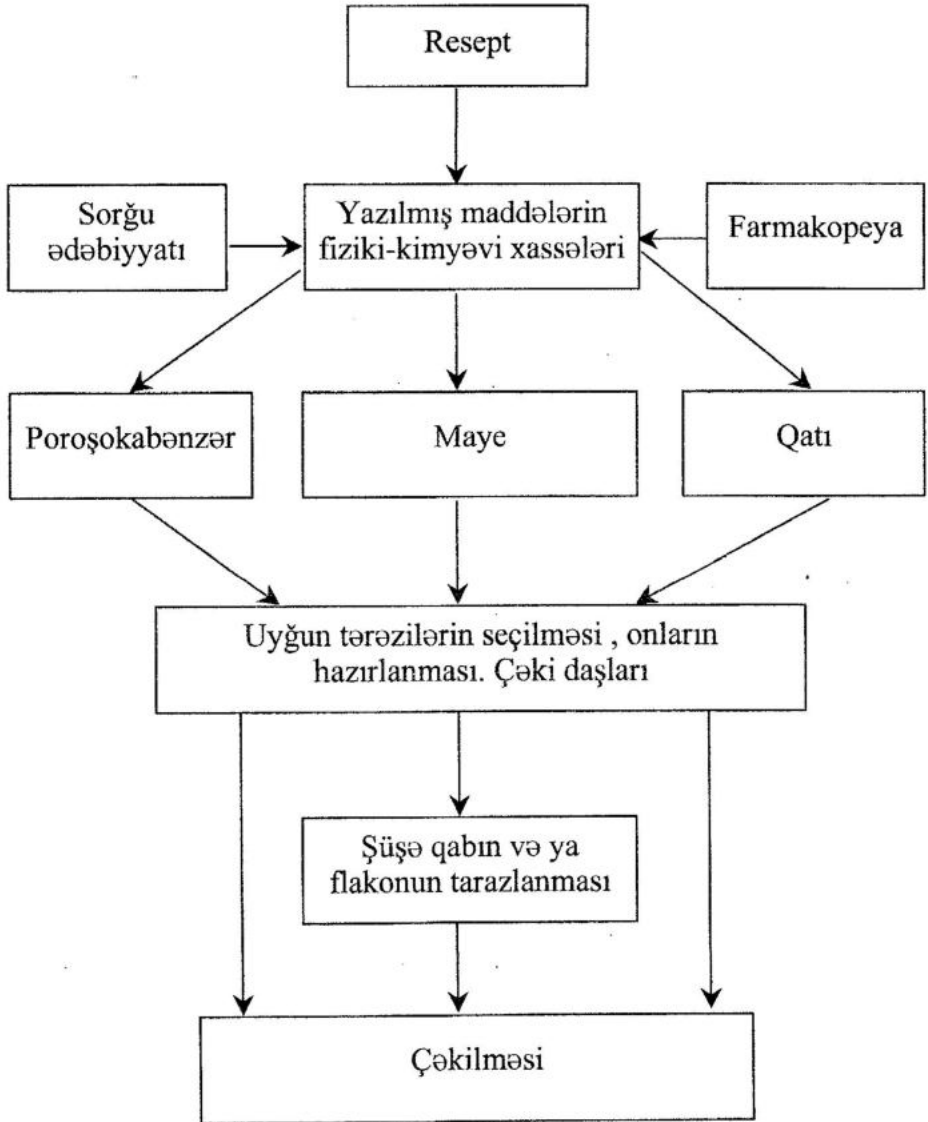 Resept
Sorğu
ədəbiyyatı
Yazılmış maddələrin
fiziki-kimyəvi xassələri
Farmakopeya
Poroşokabənzər
Maye
Qatı
Uyğun tərəzilərin seçilməsi , onların
hazırlanması. Çəki daşları
Şüşə qabın və ya
flakonun tarazlanması
Çəkilməsi